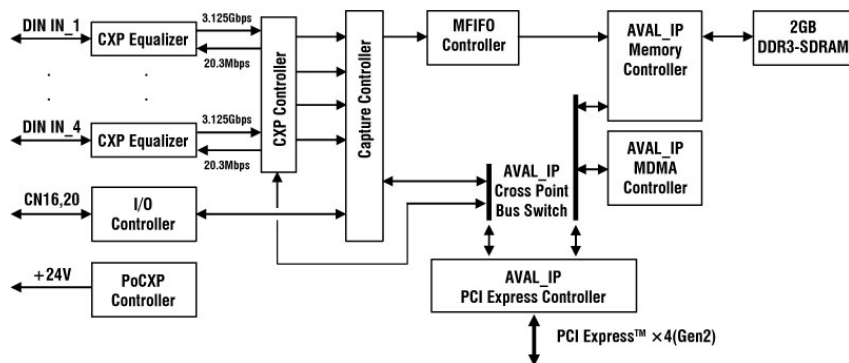 DIN IN_1
CXP Equalizer
3.125Gbps
20.3Mbps
DIN IN_4
CXP Equalizer
3.125Gbps
20.3Mbps
CXP Controller
Capture Controller
MFIFO
Controller
AVAL_IP
Memory
Controller
2GB
DDR3-SDRAM
AVAL_IP
MDMA
Controller
AVAL_IP
Cross Point
Bus Switch
CN16,20
I/O
Controller
+24V
PoCXP
Controller
AVAL_IP
PCI Express Controller
PCI Express™ ×4(Gen2)